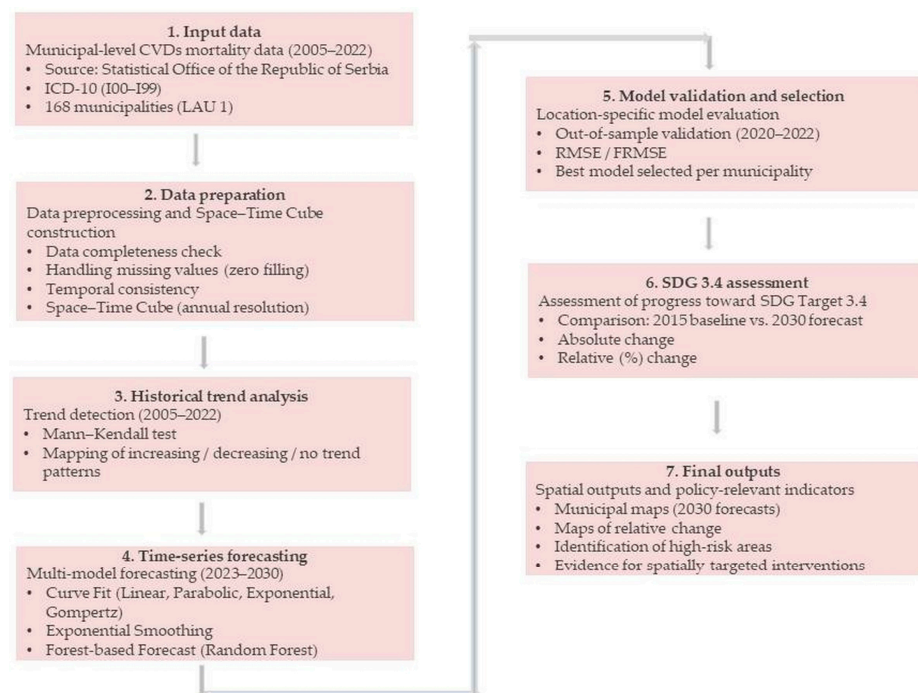 1. Input data
Municipal-level CVDs mortality data (2005–2022)
• Source: Statistical Office of the Republic of Serbia
• ICD-10 (I00–I99)
• 168 municipalities (LAU 1)
2. Data preparation
Data preprocessing and Space–Time Cube
construction
• Data completeness check
• Handling missing values (zero filling)
• Temporal consistency
• Space–Time Cube (annual resolution)
3. Historical trend analysis
Trend detection (2005–2022)
• Mann–Kendall test
• Mapping of increasing / decreasing / no trend
patterns
4. Time-series forecasting
Multi-model forecasting (2023–2030)
• Curve Fit (Linear, Parabolic, Exponential,
Gompertz)
• Exponential Smoothing
• Forest-based Forecast (Random Forest)
5. Model validation and selection
Location-specific model evaluation
• Out-of-sample validation (2020–2022)
• RMSE / FRMSE
• Best model selected per municipality
6. SDG 3.4 assessment
Assessment of progress toward SDG Target 3.4
• Comparison: 2015 baseline vs. 2030 forecast
• Absolute change
• Relative (%) change
7. Final outputs
Spatial outputs and policy-relevant indicators
• Municipal maps (2030 forecasts)
• Maps of relative change
• Identification of high-risk areas
• Evidence for spatially targeted interventions